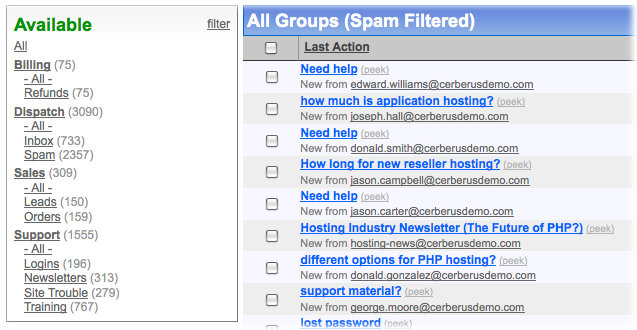 Available filter
All
Billing (75)
- All -
Refunds (75)
Dispatch (3090)
- All -
Inbox (733)
Spam (2357)
Sales (309)
- All -
Leads (150)
Orders (159)
Support (1555)
- All -
Logins (196)
Newsletters (313)
Site Trouble (279)
Training (767)
All Groups (Spam Filtered)
Last Action
Need help (peek)
New from edward.williams@cerberusdemo.com
how much is application hosting? (peek)
New from joseph.hall@cerberusdemo.com
Need help (peek)
New from donald.smith@cerberusdemo.com
How long for new reseller hosting? (peek)
New from jason.campbell@cerberusdemo.com
Need help (peek)
New from jason.carter@cerberusdemo.com
Hosting Industry Newsletter (The Future of PHP?) (peek)
New from hosting-news@cerberusdemo.com
different options for PHP hosting? (peek)
New from donald.gonzalez@cerberusdemo.com
support material? (peek)
New from george.moore@cerberusdemo.com
lost password (peek)